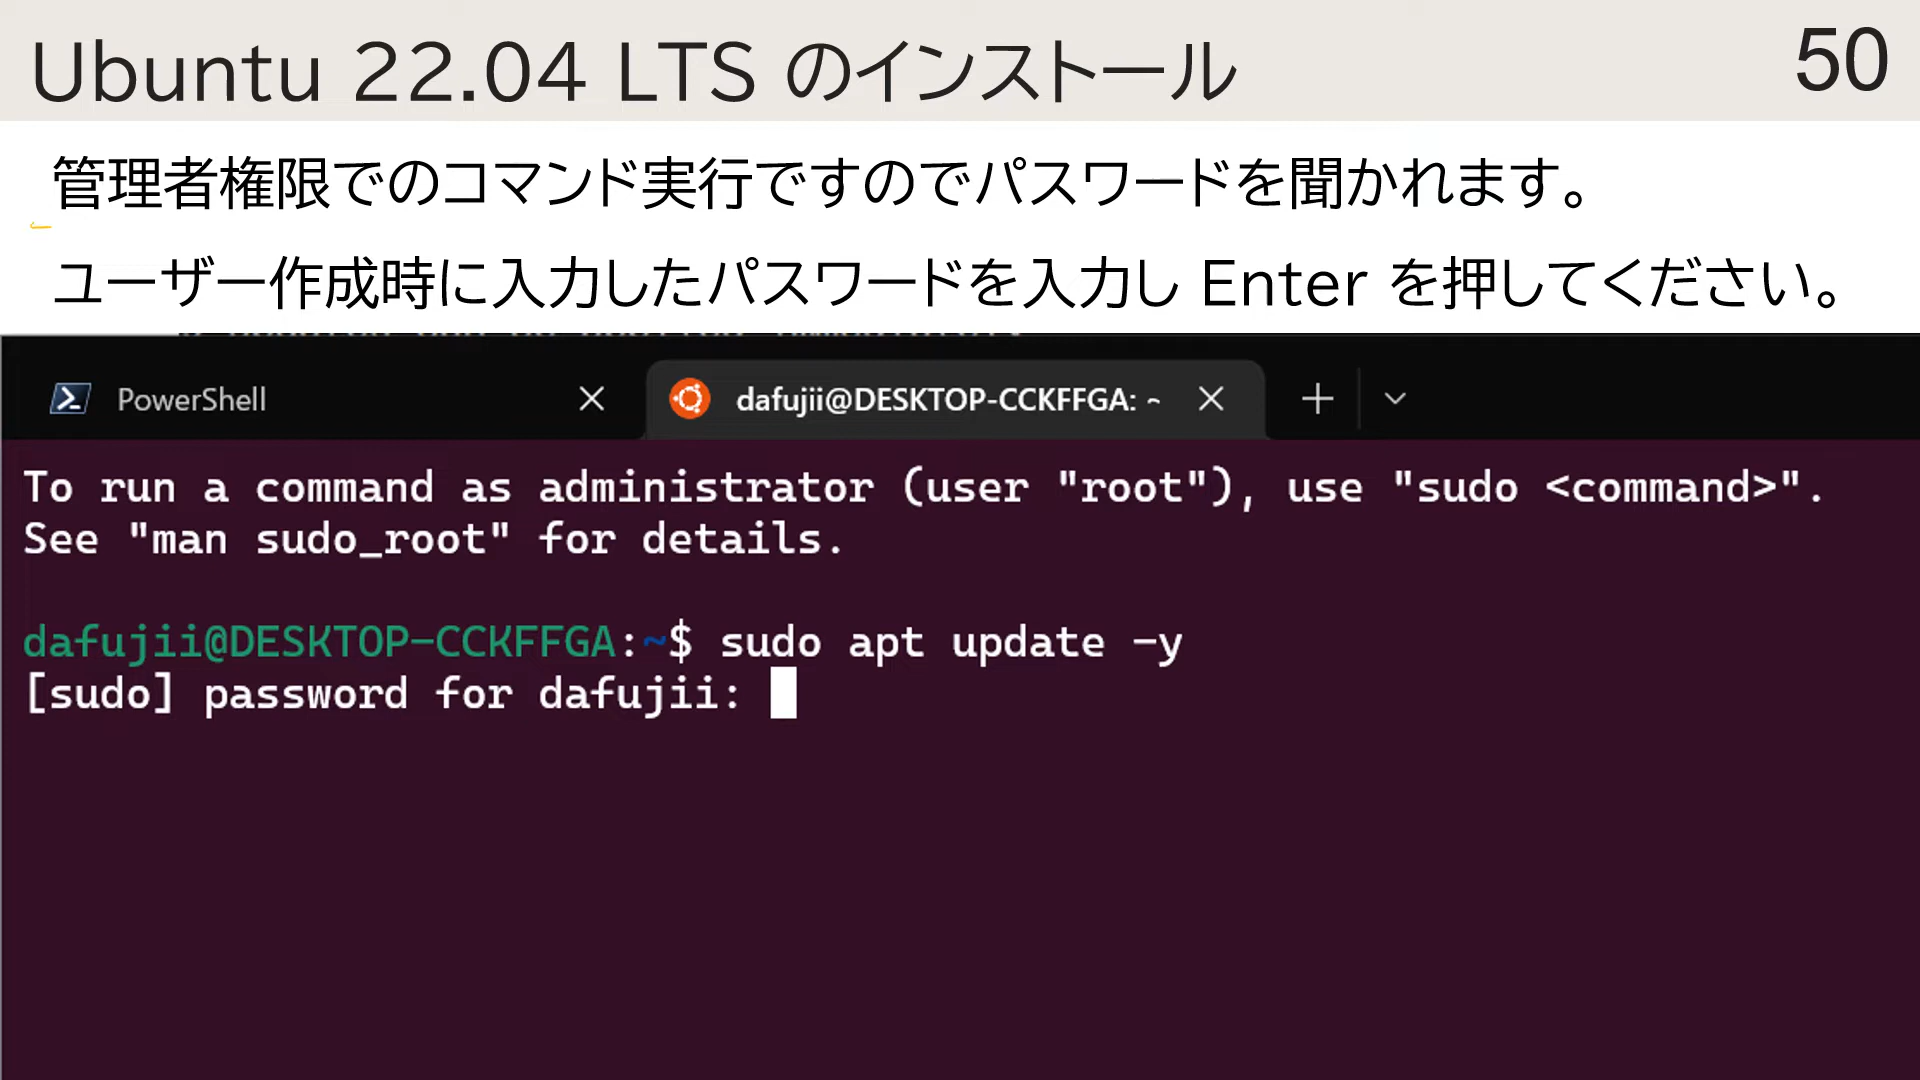 Ubuntu 22.04 LTS のインストール
50
管理者権限でのコマンド実行ですのでパスワードを聞かれます。
ユーザー作成時に入力したパスワードを入力し Enter を押してください。
PowerShell
dafujii@DESKTOP-CCKFFGA: ~
To run a command as administrator (user "root"), use "sudo <command>".
See "man sudo_root" for details.
dafujii@DESKTOP-CCKFFGA:~$ sudo apt update -y
[sudo] password for dafujii: